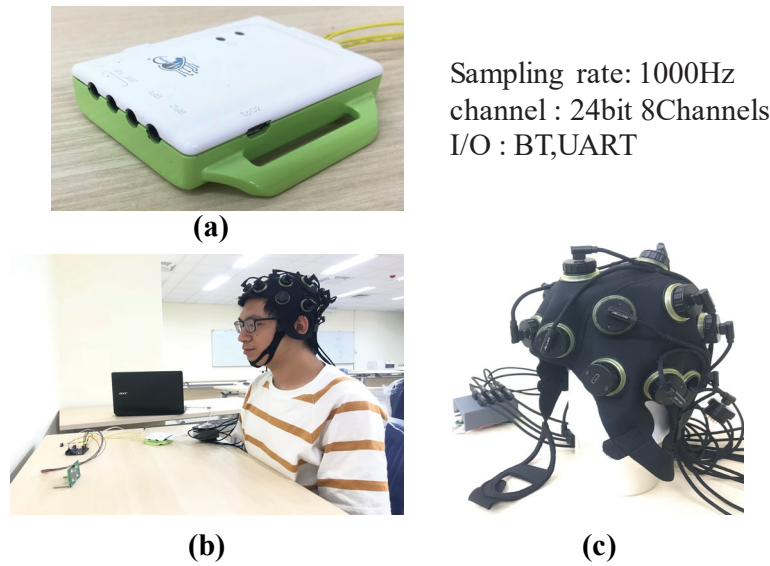 Sampling rate: 1000Hz
channel : 24bit 8Channels
I/O : BT,UART
(a)
(b)
(c)